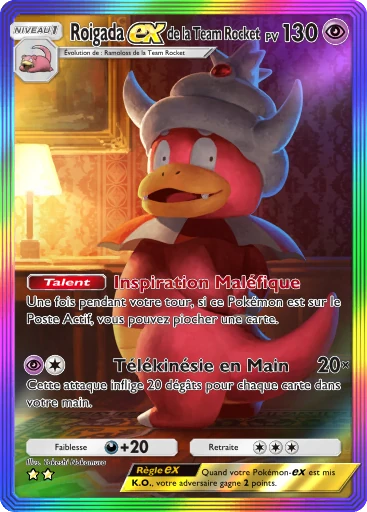 NIVEAU 1
Roigada ex de la Team Rocket PV 130
Évolution de : Ramoloss de la Team Rocket
Talent Inspiration Maléfique
Une fois pendant votre tour, si ce Pokémon est sur le
Poste Actif, vous pouvez piocher une carte.
Télékinésie en Main 20×
Cette attaque inflige 20 dégâts pour chaque carte dans
votre main.
Faiblesse +20 Retraite
Illus. Yokeshi Nakamura
Règle ex Quand votre Pokémon-ex est mis
K.O., votre adversaire gagne 2 points.